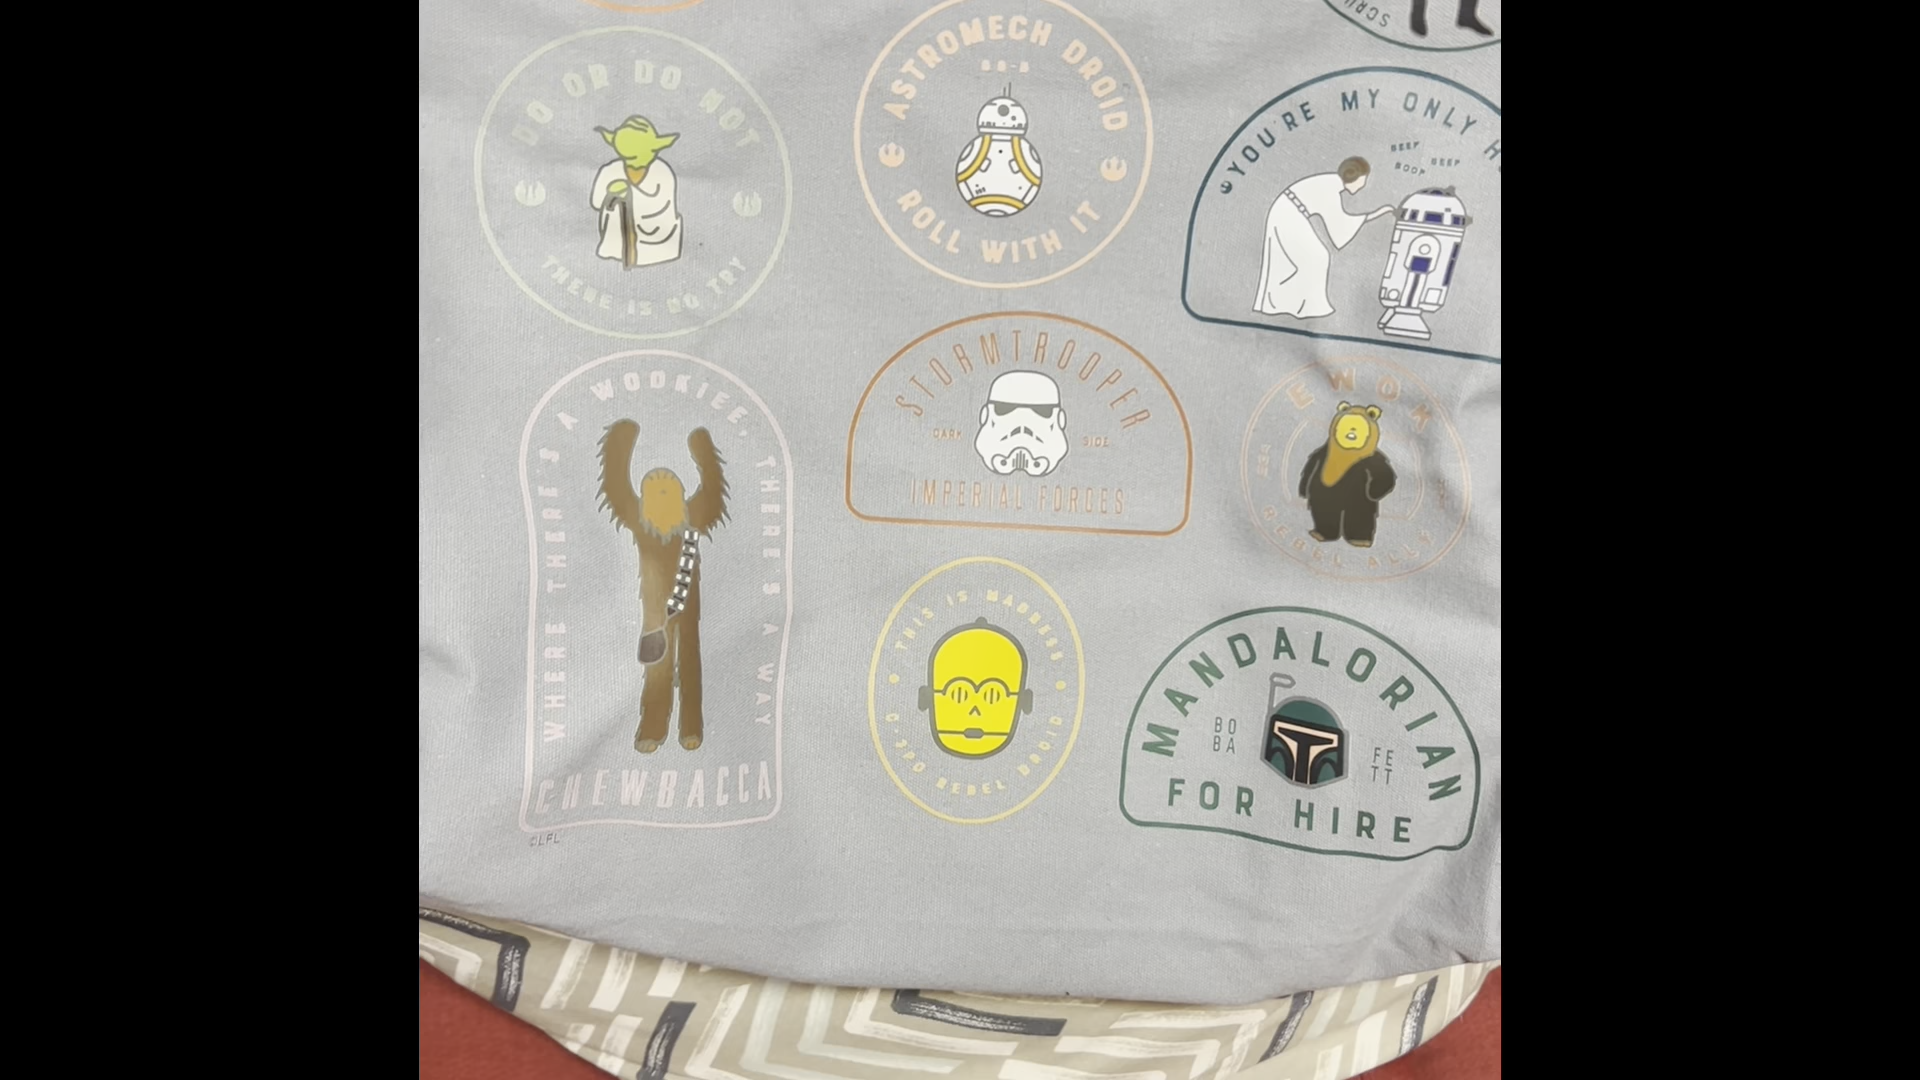 DO OR DO NOT
THERE IS NO TRY
ASTROMECH DROID
BB-8
ROLL WITH IT
YOU'RE MY ONLY
BEEP
BOOP BEEP
WHERE THERE'S A WOOKIEE, THERE'S A WAY
CHEWBACCA
©LFL
STORMTROOPER
DARK SIDE
IMPERIAL FORCES
EWOK
REBEL ALLY
THIS IS MADNESS
C-3PO REBEL DROID
MANDALORIAN
BO
BA
FE
TT
FOR HIRE